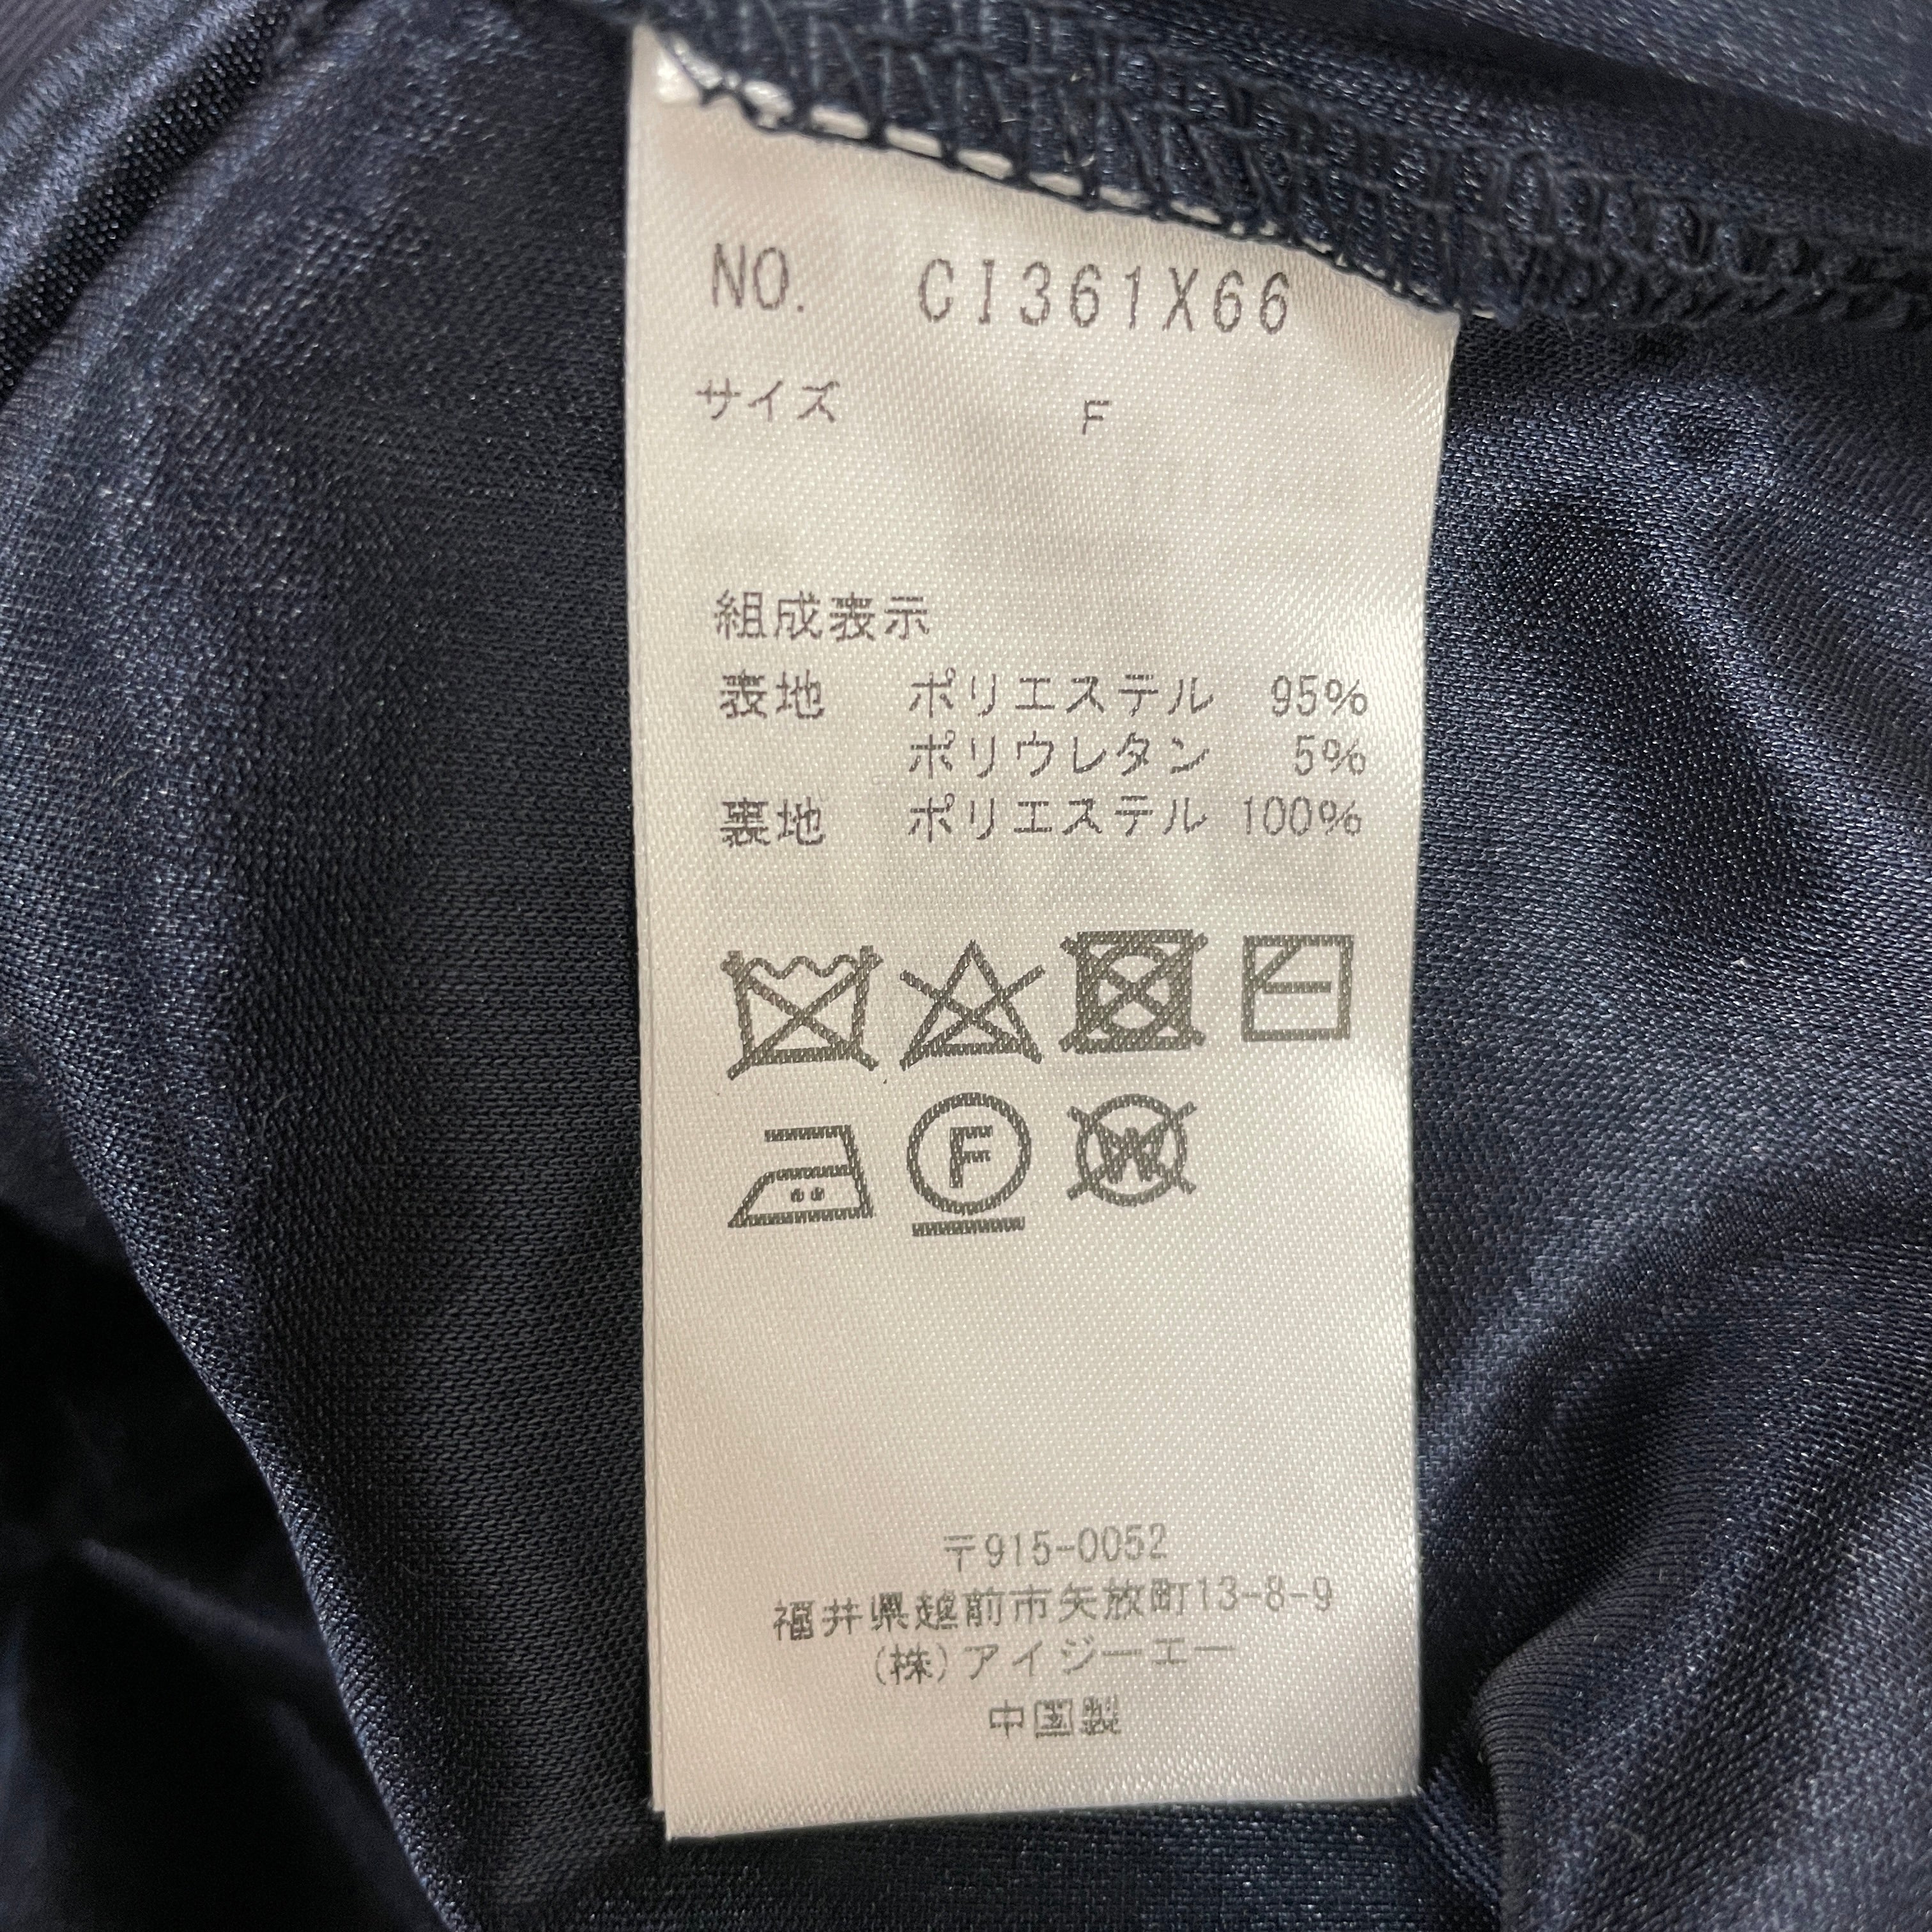 NO. CI361X66
サイズ F
組成表示
表地 ポリエステル 95%
ポリウレタン 5%
裏地 ポリエステル 100%
F
W
〒915-0052
福井県越前市矢放町13-8-9
(株)アイジーエー
中国製